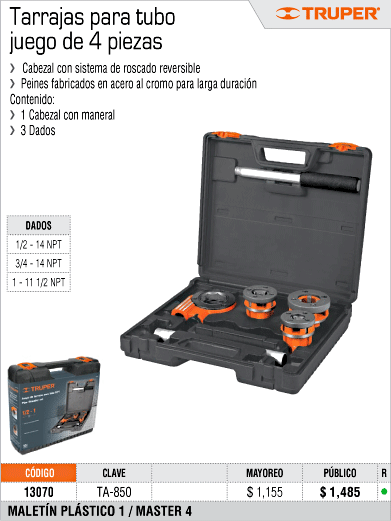 Tarrajas para tubo
juego de 4 piezas
TRUPER®
❯ Cabezal con sistema de roscado reversible
❯ Peines fabricados en acero al cromo para larga duración
Contenido:
❯ 1 Cabezal con maneral
❯ 3 Dados
DADOS
1/2 - 14 NPT
3/4 - 14 NPT
1 - 11 1/2 NPT
TRUPER
CÓDIGO CLAVE MAYOREO PÚBLICO R
13070 TA-850 $ 1,155 $ 1,485
MALETÍN PLÁSTICO 1 / MASTER 4